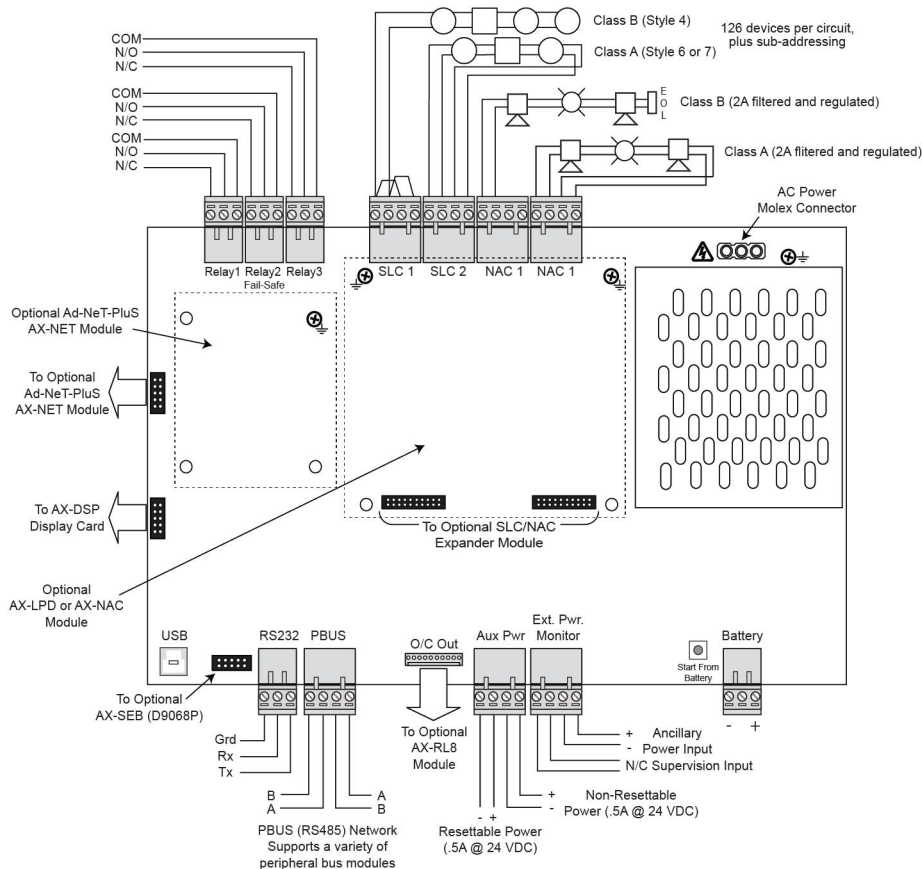 Class B (Style 4)
126 devices per circuit,
plus sub-addressing
Class A (Style 6 or 7)
COM
N/O
N/C
COM
N/O
N/C
COM
N/O
N/C
E
O
L
Class B (2A filtered and regulated)
Class A (2A filtered and regulated)
AC Power
Molex Connector
Relay1
Relay2
Relay3
Fail-Safe
SLC 1
SLC 2
NAC 1
NAC 1
Optional Ad-NeT-PluS
AX-NET Module
To Optional
Ad-NeT-PluS
AX-NET Module
To AX-DSP
Display Card
To Optional SLC/NAC
Expander Module
Optional
AX-LPD or AX-NAC
Module
USB
RS232
PBUS
O/C Out
Aux Pwr
Ext. Pwr.
Monitor
Start From
Battery
Battery
- +
To Optional
AX-SEB (D9068P)
Grd
Rx
Tx
B
A
A
B
PBUS (RS485) Network
Supports a variety of
peripheral bus modules
To Optional
AX-RL8
Module
+ Ancillary
- Power Input
N/C Supervision Input
+ Non-Resettable
- Power (.5A @ 24 VDC)
- +
Resettable Power
(.5A @ 24 VDC)